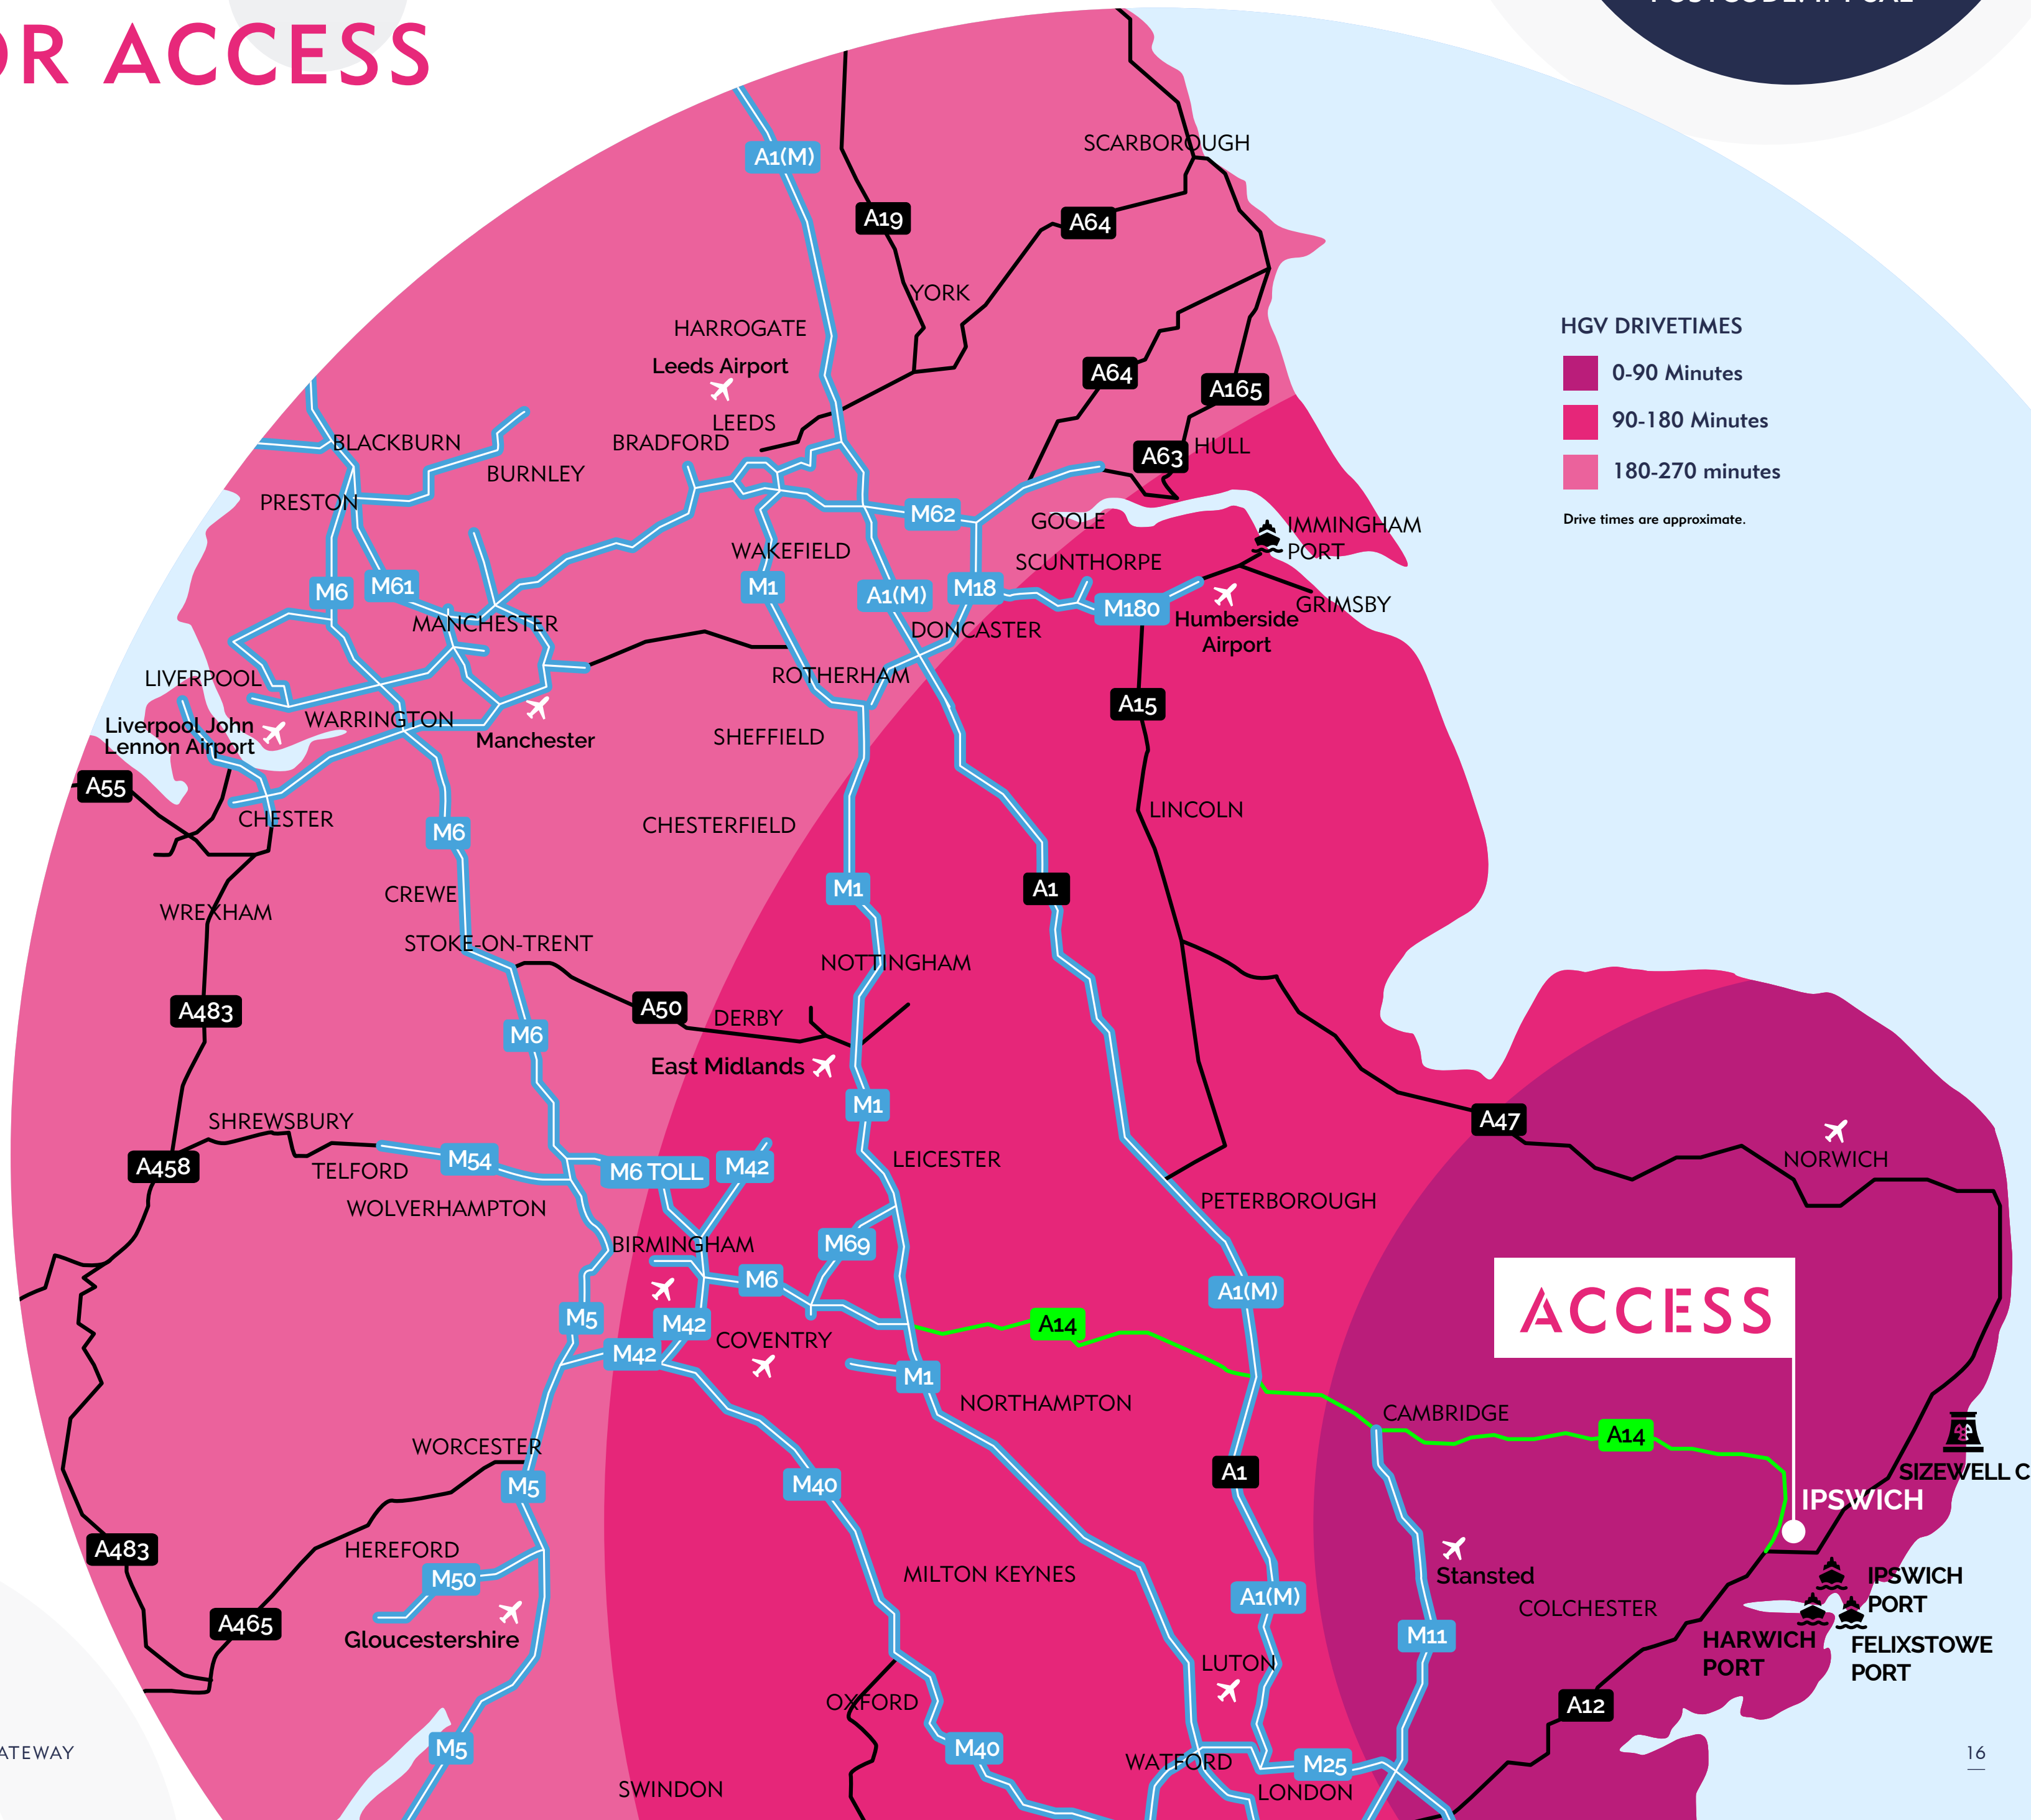 OR ACCESS
A1(M)
SCARBOROUGH
A19
A64
YORK
HARROGATE
Leeds Airport
LEEDS
BRADFORD
A64
A165
HULL
A63
HGV DRIVETIMES
0-90 Minutes
90-180 Minutes
180-270 minutes
Drive times are approximate.
BLACKBURN
BURNLEY
PRESTON
M62
GOOLE
IMMINGHAM
PORT
WAKEFIELD
SCUNTHORPE
M6
M61
M1
A1(M)
M18
M180
GRIMSBY
Humberside
Airport
MANCHESTER
DONCASTER
LIVERPOOL
ROTHERHAM
A15
Liverpool John
Lennon Airport
WARRINGTON
Manchester
SHEFFIELD
A55
CHESTER
M6
CHESTERFIELD
LINCOLN
CREWE
M1
A1
WREXHAM
STOKE-ON-TRENT
NOTTINGHAM
A483
M6
A50
DERBY
East Midlands
M1
A47
SHREWSBURY
A458
TELFORD
M54
M6 TOLL
M42
LEICESTER
NORWICH
WOLVERHAMPTON
PETERBOROUGH
BIRMINGHAM
M69
M6
A1(M)
ACCESS
M5
M42
M42
COVENTRY
A14
M1
NORTHAMPTON
CAMBRIDGE
A14
WORCESTER
M5
M40
A1
SIZEWELL C
IPSWICH
A483
HEREFORD
M50
MILTON KEYNES
Stansted
IPSWICH
PORT
A465
Gloucestershire
A1(M)
COLCHESTER
M11
HARWICH
PORT
FELIXSTOWE
PORT
LUTON
OXFORD
A12
M5
M40
WATFORD
M25
LONDON
SWINDON
ATEWAY
16